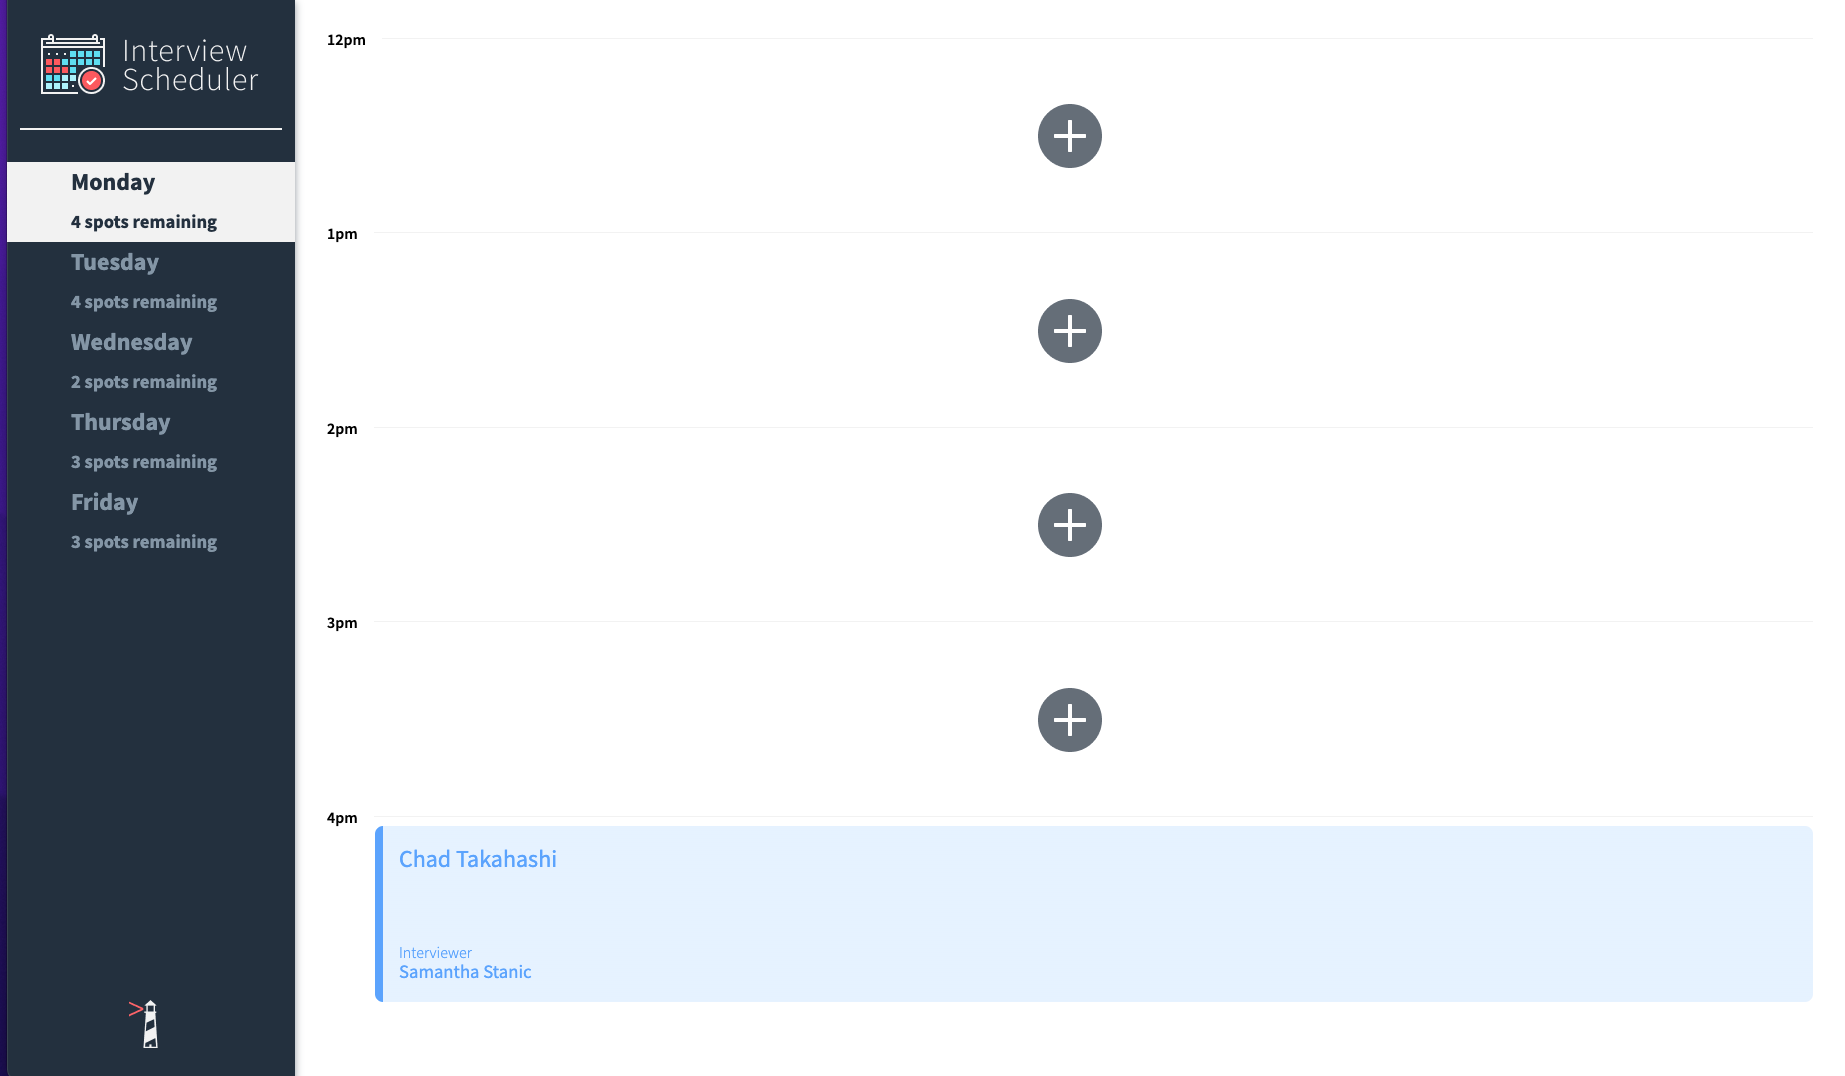 Interview
Scheduler
Monday
4 spots remaining
Tuesday
4 spots remaining
Wednesday
2 spots remaining
Thursday
3 spots remaining
Friday
3 spots remaining
12pm
1pm
2pm
3pm
4pm
Chad Takahashi
Interviewer
Samantha Stanic